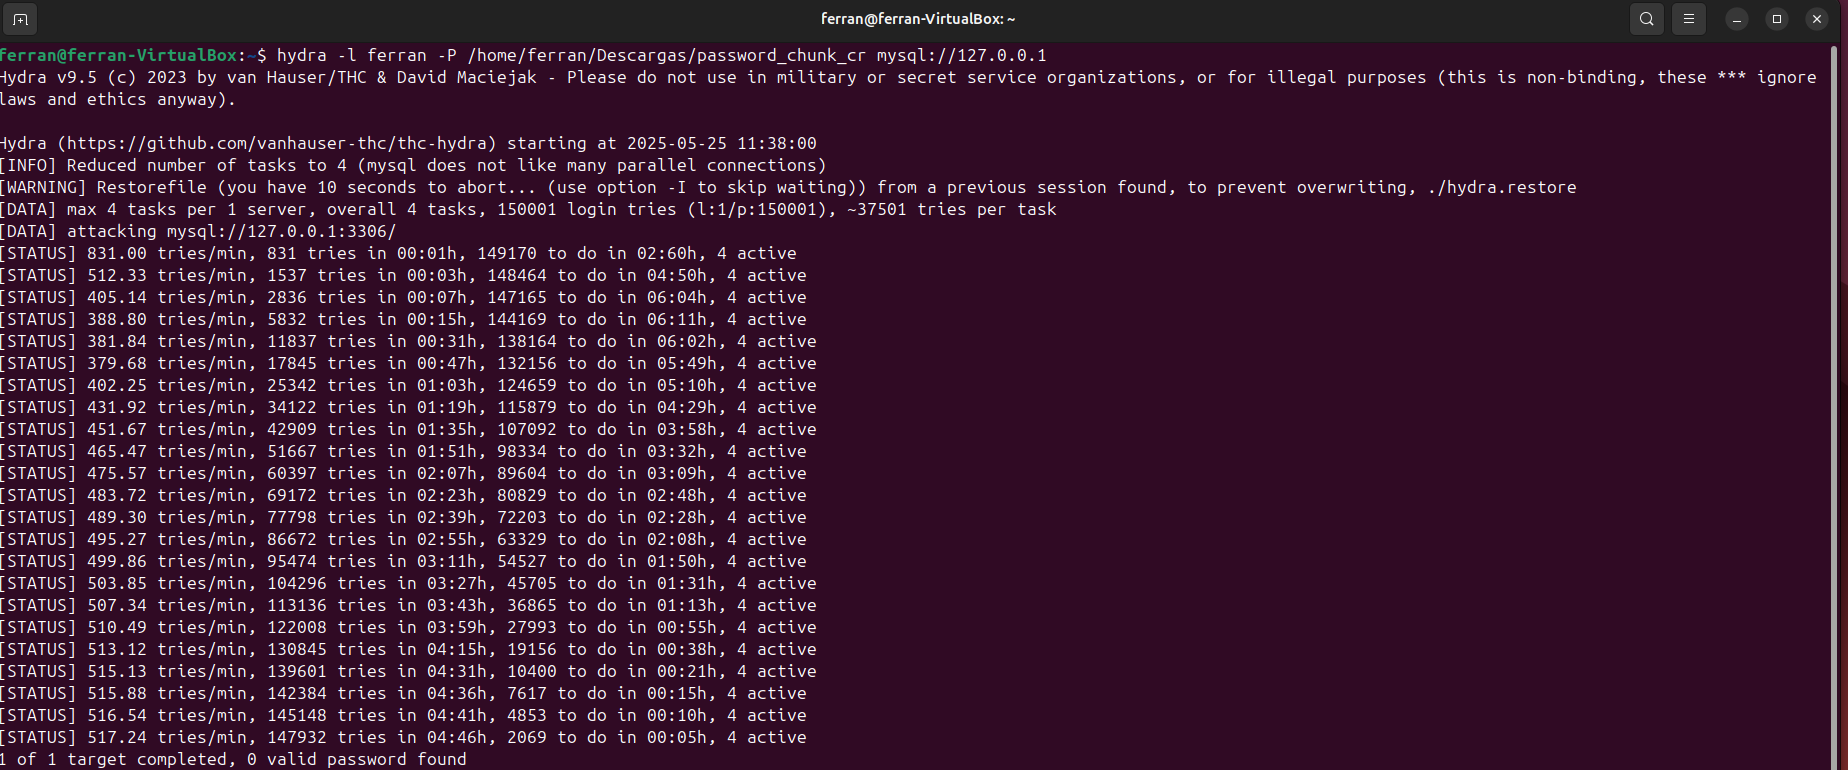 ferran@ferran-VirtualBox: ~
ferran@ferran-VirtualBox:~$ hydra -l ferran -P /home/ferran/Descargas/password_chunk_cr mysql://127.0.0.1
Hydra v9.5 (c) 2023 by van Hauser/THC & David Maciejak - Please do not use in military or secret service organizations, or for illegal purposes (this is non-binding, these *** ignore
laws and ethics anyway).
Hydra (https://github.com/vanhauser-thc/thc-hydra) starting at 2025-05-25 11:38:00
[INFO] Reduced number of tasks to 4 (mysql does not like many parallel connections)
[WARNING] Restorefile (you have 10 seconds to abort... (use option -I to skip waiting)) from a previous session found, to prevent overwriting, ./hydra.restore
[DATA] max 4 tasks per 1 server, overall 4 tasks, 150001 login tries (l:1/p:150001), ~37501 tries per task
[DATA] attacking mysql://127.0.0.1:3306/
[STATUS] 831.00 tries/min, 831 tries in 00:01h, 149170 to do in 02:60h, 4 active
[STATUS] 512.33 tries/min, 1537 tries in 00:03h, 148464 to do in 04:50h, 4 active
[STATUS] 405.14 tries/min, 2836 tries in 00:07h, 147165 to do in 06:04h, 4 active
[STATUS] 388.80 tries/min, 5832 tries in 00:15h, 144169 to do in 06:11h, 4 active
[STATUS] 381.84 tries/min, 11837 tries in 00:31h, 138164 to do in 06:02h, 4 active
[STATUS] 379.68 tries/min, 17845 tries in 00:47h, 132156 to do in 05:49h, 4 active
[STATUS] 402.25 tries/min, 25342 tries in 01:03h, 124659 to do in 05:10h, 4 active
[STATUS] 431.92 tries/min, 34122 tries in 01:19h, 115879 to do in 04:29h, 4 active
[STATUS] 451.67 tries/min, 42909 tries in 01:35h, 107092 to do in 03:58h, 4 active
[STATUS] 465.47 tries/min, 51667 tries in 01:51h, 98334 to do in 03:32h, 4 active
[STATUS] 475.57 tries/min, 60397 tries in 02:07h, 89604 to do in 03:09h, 4 active
[STATUS] 483.72 tries/min, 69172 tries in 02:23h, 80829 to do in 02:48h, 4 active
[STATUS] 489.30 tries/min, 77798 tries in 02:39h, 72203 to do in 02:28h, 4 active
[STATUS] 495.27 tries/min, 86672 tries in 02:55h, 63329 to do in 02:08h, 4 active
[STATUS] 499.86 tries/min, 95474 tries in 03:11h, 54527 to do in 01:50h, 4 active
[STATUS] 503.85 tries/min, 104296 tries in 03:27h, 45705 to do in 01:31h, 4 active
[STATUS] 507.34 tries/min, 113136 tries in 03:43h, 36865 to do in 01:13h, 4 active
[STATUS] 510.49 tries/min, 122008 tries in 03:59h, 27993 to do in 00:55h, 4 active
[STATUS] 513.12 tries/min, 130845 tries in 04:15h, 19156 to do in 00:38h, 4 active
[STATUS] 515.13 tries/min, 139601 tries in 04:31h, 10400 to do in 00:21h, 4 active
[STATUS] 515.88 tries/min, 142384 tries in 04:36h, 7617 to do in 00:15h, 4 active
[STATUS] 516.54 tries/min, 145148 tries in 04:41h, 4853 to do in 00:10h, 4 active
[STATUS] 517.24 tries/min, 147932 tries in 04:46h, 2069 to do in 00:05h, 4 active
1 of 1 target completed, 0 valid password found